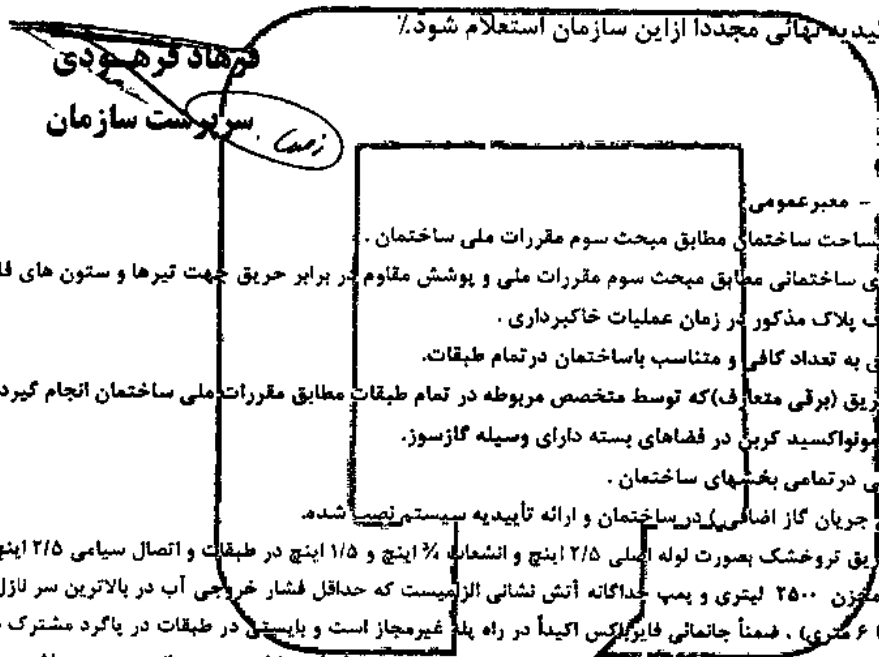 تاییدیه نهائی مجددا ازاین سازمان استعلام شود٪
فرهاد فرهودی
سرپرست سازمان
- معبرعمومی
مساحت ساختمان مطابق مبحث سوم مقررات ملی ساختمان .
ی ساختمانی مطابق مبحث سوم مقررات ملی و پوشش مقاوم در برابر حریق جهت تیرها و ستون های
پلاک مذکور در زمان عملیات خاکبرداری .
به تعداد کافی و متناسب باساختمان درتمام طبقات.
حریق (برقی متعارف)که توسط متخصص مربوطه در تمام طبقات مطابق مقررات ملی ساختمان انجام گیرد
مونواکسید کربن در فضاهای بسته دارای وسیله گازسوز.
ی درتمامی بخشهای ساختمان .
جریان گاز اضافی ) در ساختمان و ارائه تأییدیه سیستم نصب شده.
حریق تروخشک بصورت لوله اصلی ۲/۵ اینچ و انشعاب ¾ اینچ و ۱/۵ اینچ در طبقات و اتصال سیامی ۲/۵ اینچ
مخزن ۲۵۰۰ لیتری و پمپ جداگانه آتش نشانی الزامیست که حداقل فشار خروجی آب در بالاترین سر نازل
۶ متری) . ضمناً جانمائی فایرباکس اکیداً در راه پله غیرمجاز است و بایستی در طبقات در پاگرد مشترک